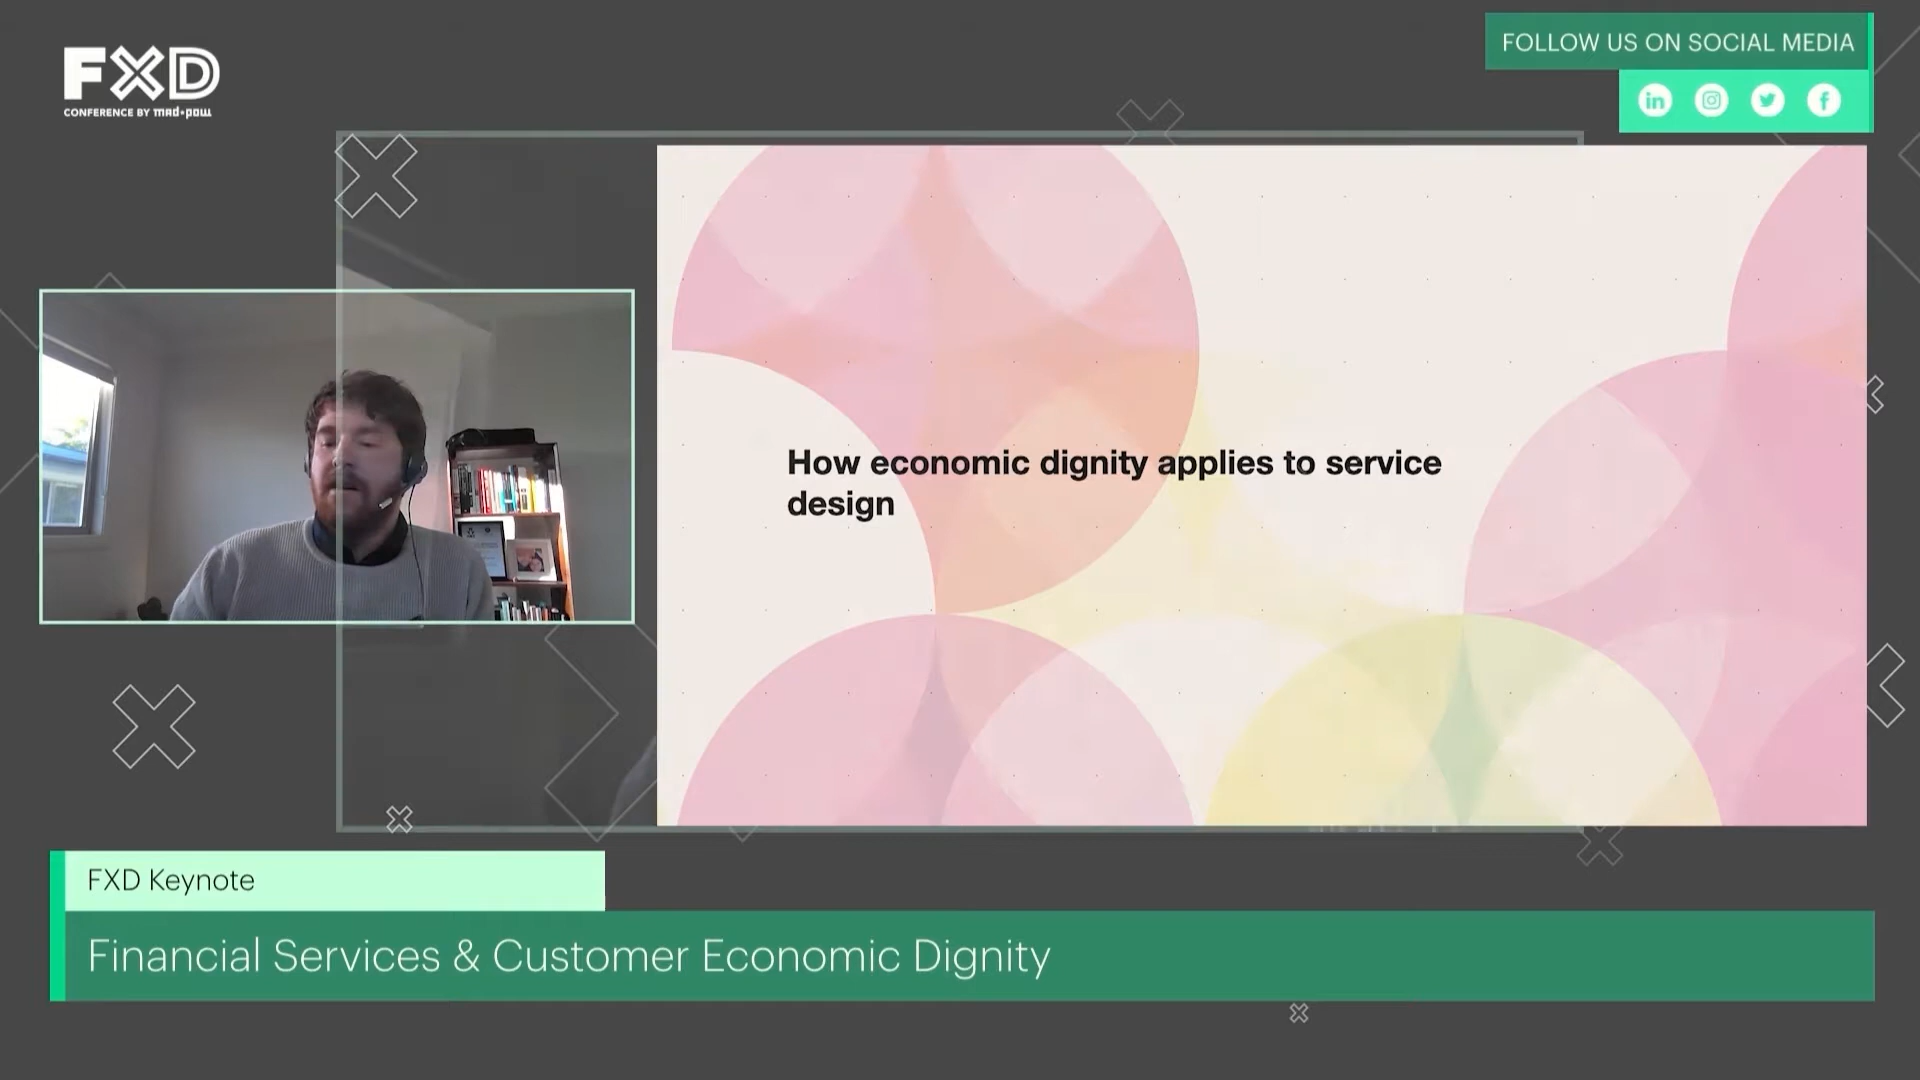 FXD
CONFERENCE BY mad*pow
FOLLOW US ON SOCIAL MEDIA
How economic dignity applies to service
design
FXD Keynote
Financial Services & Customer Economic Dignity